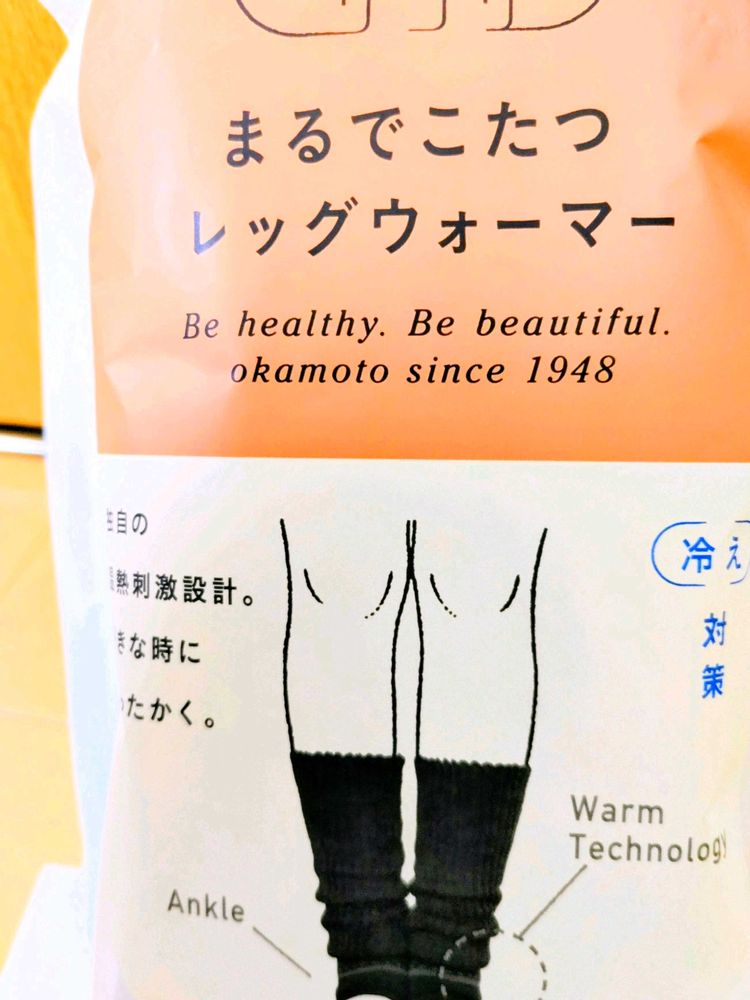 まるでこたつ
レッグウォーマー
Be healthy. Be beautiful.
okamoto since 1948
自の
熱刺激設計。
きな時に
たかく。
冷え
対策
Warm
Technology
Ankle